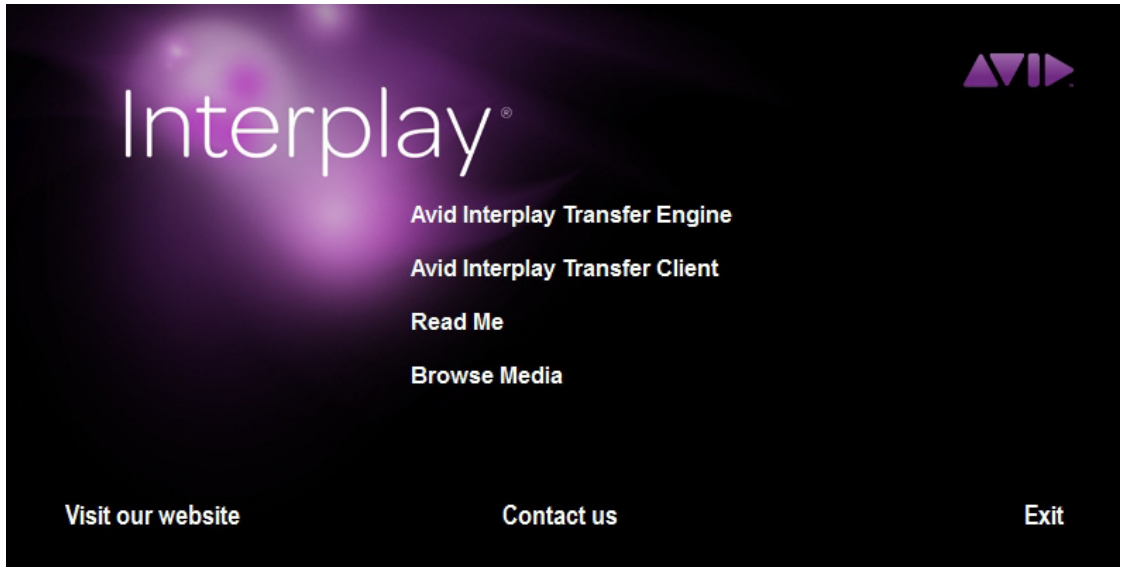 AVID
Interplay®
Avid Interplay Transfer Engine
Avid Interplay Transfer Client
Read Me
Browse Media
Visit our website
Contact us
Exit